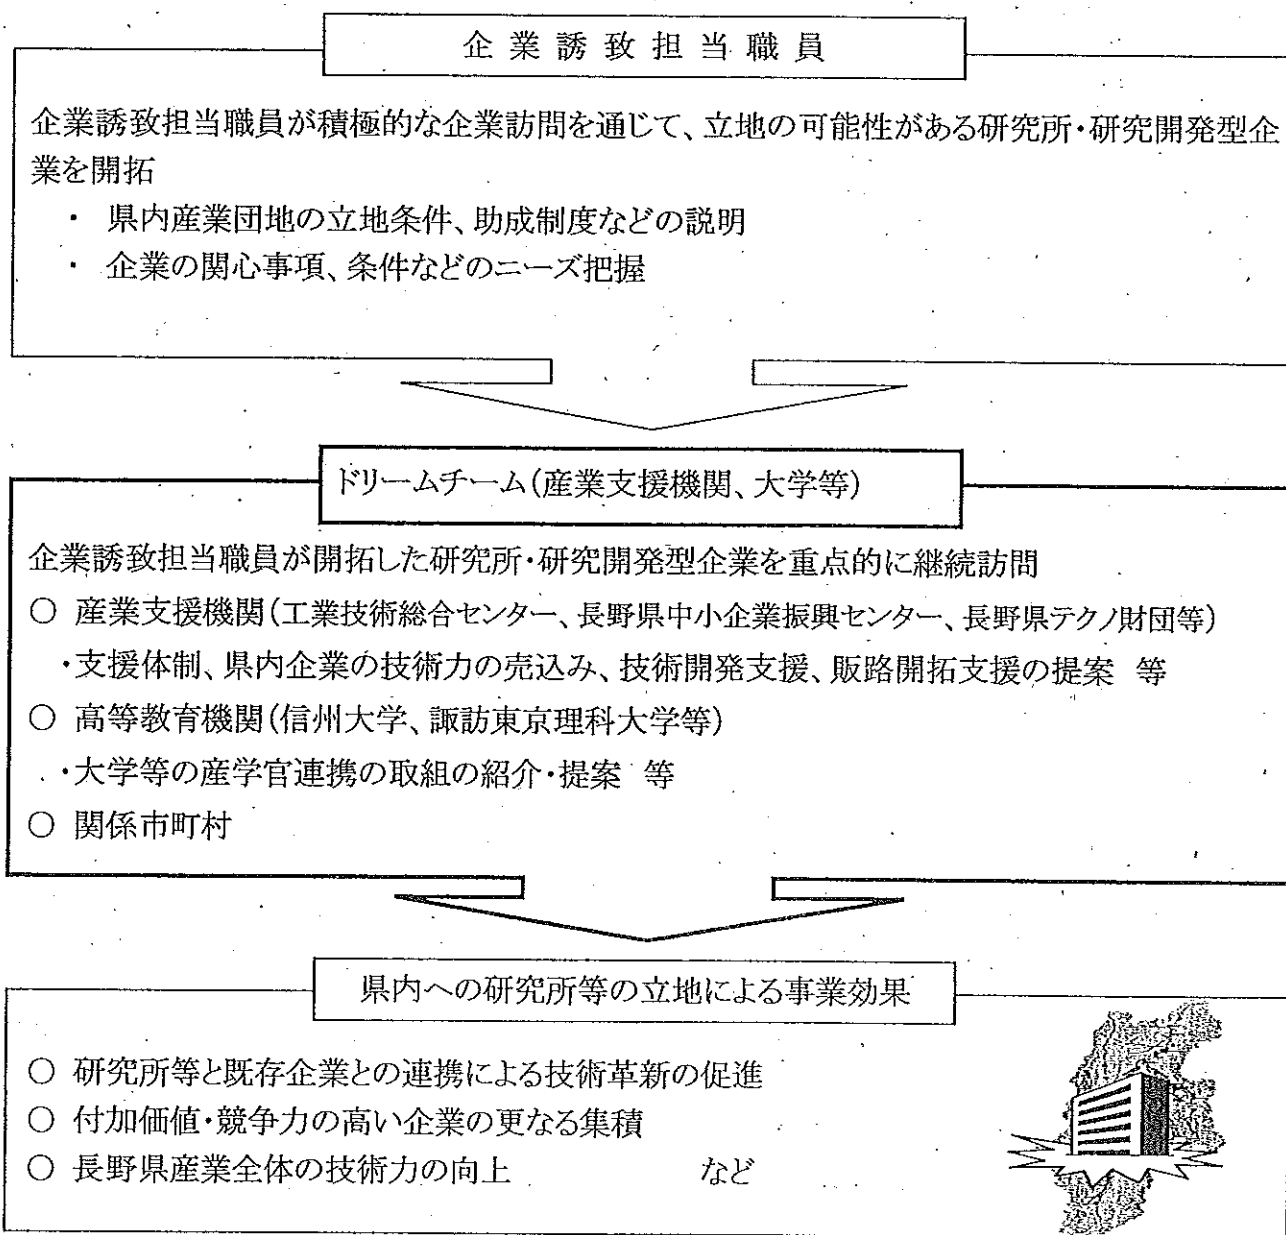 企業誘致担当職員
企業誘致担当職員が積極的な企業訪問を通じて、立地の可能性がある研究所・研究開発型企
業を開拓
・ 県内産業団地の立地条件、助成制度などの説明
・ 企業の関心事項、条件などのニーズ把握
ドリームチーム(産業支援機関、大学等)
企業誘致担当職員が開拓した研究所・研究開発型企業を重点的に継続訪問
○ 産業支援機関(工業技術総合センター、長野県中小企業振興センター、長野県テクノ財団等)
・支援体制、県内企業の技術力の売込み、技術開発支援、販路開拓支援の提案 等
○ 高等教育機関(信州大学、諏訪東京理科大学等)
・大学等の産学官連携の取組の紹介・提案 等
○ 関係市町村
県内への研究所等の立地による事業効果
○ 研究所等と既存企業との連携による技術革新の促進
○ 付加価値・競争力の高い企業の更なる集積
○ 長野県産業全体の技術力の向上 など